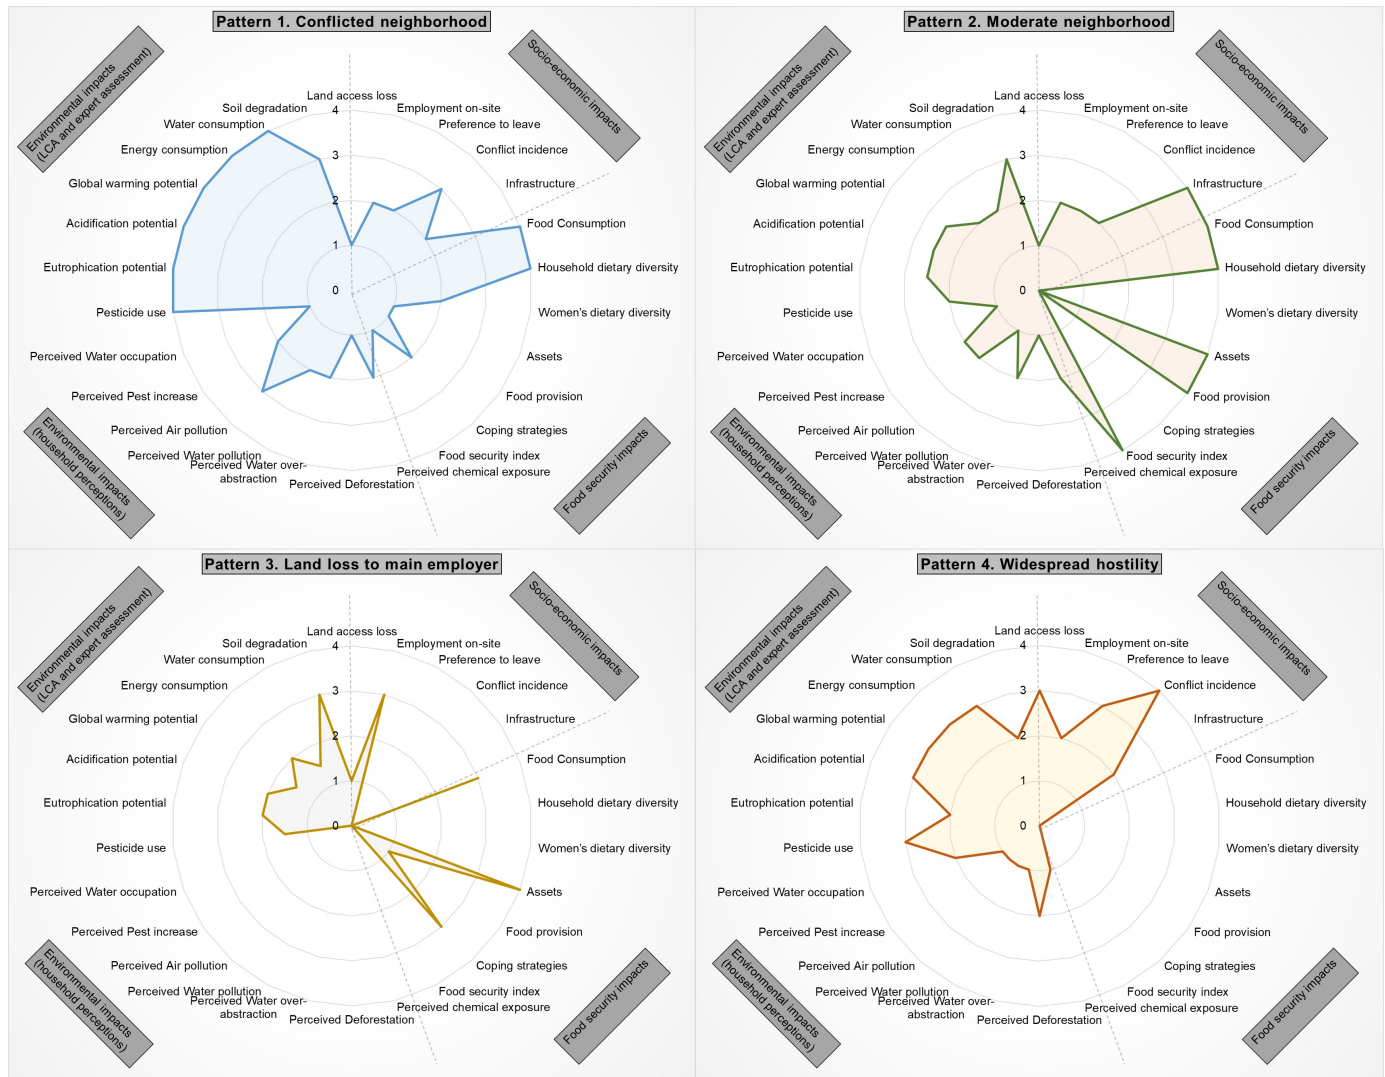 Pattern 1. Conflicted neighborhood
Environmental impacts
(LCA and expert assessment)
Socio-economic impacts
Land access loss
Employment on-site
Preference to leave
Conflict incidence
Infrastructure
Food Consumption
Household dietary diversity
Women's dietary diversity
Assets
Food provision
Coping strategies
Food security index
Perceived chemical exposure
Perceived Deforestation
Perceived Water over-
abstraction
Perceived Water pollution
Perceived Air pollution
Perceived Pest increase
Perceived Water occupation
Pesticide use
Eutrophication potential
Acidification potential
Global warming potential
Energy consumption
Water consumption
Soil degradation
4
3
2
1
0
Environmental impacts
(household perceptions)
Food security impacts
Pattern 2. Moderate neighborhood
Environmental impacts
(LCA and expert assessment)
Socio-economic impacts
Land access loss
Employment on-site
Preference to leave
Conflict incidence
Infrastructure
Food Consumption
Household dietary diversity
Women's dietary diversity
Assets
Food provision
Coping strategies
Food security index
Perceived chemical exposure
Perceived Deforestation
Perceived Water over-
abstraction
Perceived Water pollution
Perceived Air pollution
Perceived Pest increase
Perceived Water occupation
Pesticide use
Eutrophication potential
Acidification potential
Global warming potential
Energy consumption
Water consumption
Soil degradation
4
3
2
1
0
Environmental impacts
(household perceptions)
Food security impacts
Pattern 3. Land loss to main employer
Environmental impacts
(LCA and expert assessment)
Socio-economic impacts
Land access loss
Employment on-site
Preference to leave
Conflict incidence
Infrastructure
Food Consumption
Household dietary diversity
Women's dietary diversity
Assets
Food provision
Coping strategies
Food security index
Perceived chemical exposure
Perceived Deforestation
Perceived Water over-
abstraction
Perceived Water pollution
Perceived Air pollution
Perceived Pest increase
Perceived Water occupation
Pesticide use
Eutrophication potential
Acidification potential
Global warming potential
Energy consumption
Water consumption
Soil degradation
4
3
2
1
0
Environmental impacts
(household perceptions)
Food security impacts
Pattern 4. Widespread hostility
Environmental impacts
(LCA and expert assessment)
Socio-economic impacts
Land access loss
Employment on-site
Preference to leave
Conflict incidence
Infrastructure
Food Consumption
Household dietary diversity
Women's dietary diversity
Assets
Food provision
Coping strategies
Food security index
Perceived chemical exposure
Perceived Deforestation
Perceived Water over-
abstraction
Perceived Water pollution
Perceived Air pollution
Perceived Pest increase
Perceived Water occupation
Pesticide use
Eutrophication potential
Acidification potential
Global warming potential
Energy consumption
Water consumption
Soil degradation
4
3
2
1
0
Environmental impacts
(household perceptions)
Food security impacts